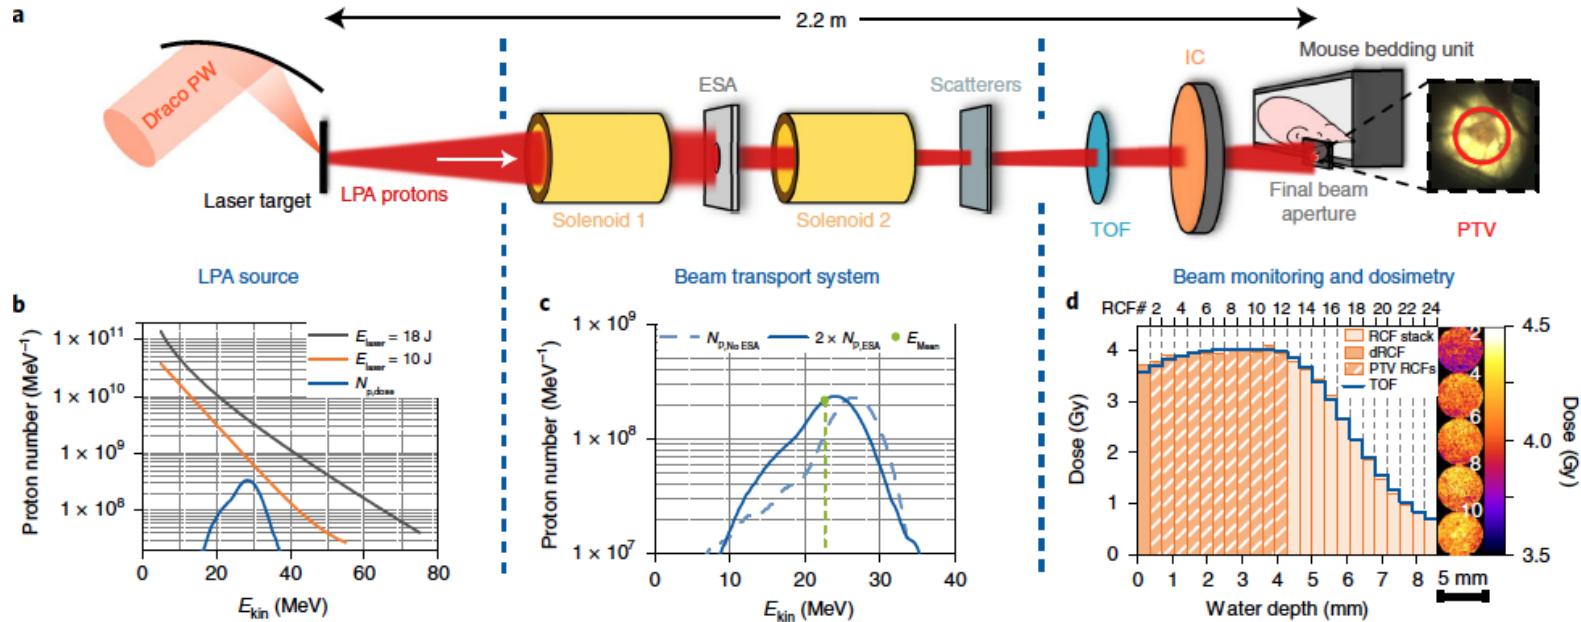 a
2.2 m
Draco PW
Laser target
LPA protons
Solenoid 1
ESA
Solenoid 2
Scatterers
TOF
IC
Mouse bedding unit
Final beam
aperture
PTV
LPA source
Beam transport system
Beam monitoring and dosimetry
b
Proton number (MeV⁻¹)
1 × 10¹¹
1 × 10¹⁰
1 × 10⁹
1 × 10⁸
E_laser = 18 J
E_laser = 10 J
N_p,dose
0 20 40 60 80
E_kin (MeV)
c
Proton number (MeV⁻¹)
1 × 10⁹
1 × 10⁸
1 × 10⁷
N_p,No ESA 2 × N_p,ESA E_Mean
0 10 20 30 40
E_kin (MeV)
d
RCF# 2 4 6 8 10 12 14 16 18 20 22 24
Dose (Gy)
4
3
2
1
0
RCF stack
dRCF
PTV RCFs
TOF
0 1 2 3 4 5 6 7 8
Water depth (mm)
2
4
6
8
10
5 mm
4.5
4.0
3.5
Dose (Gy)